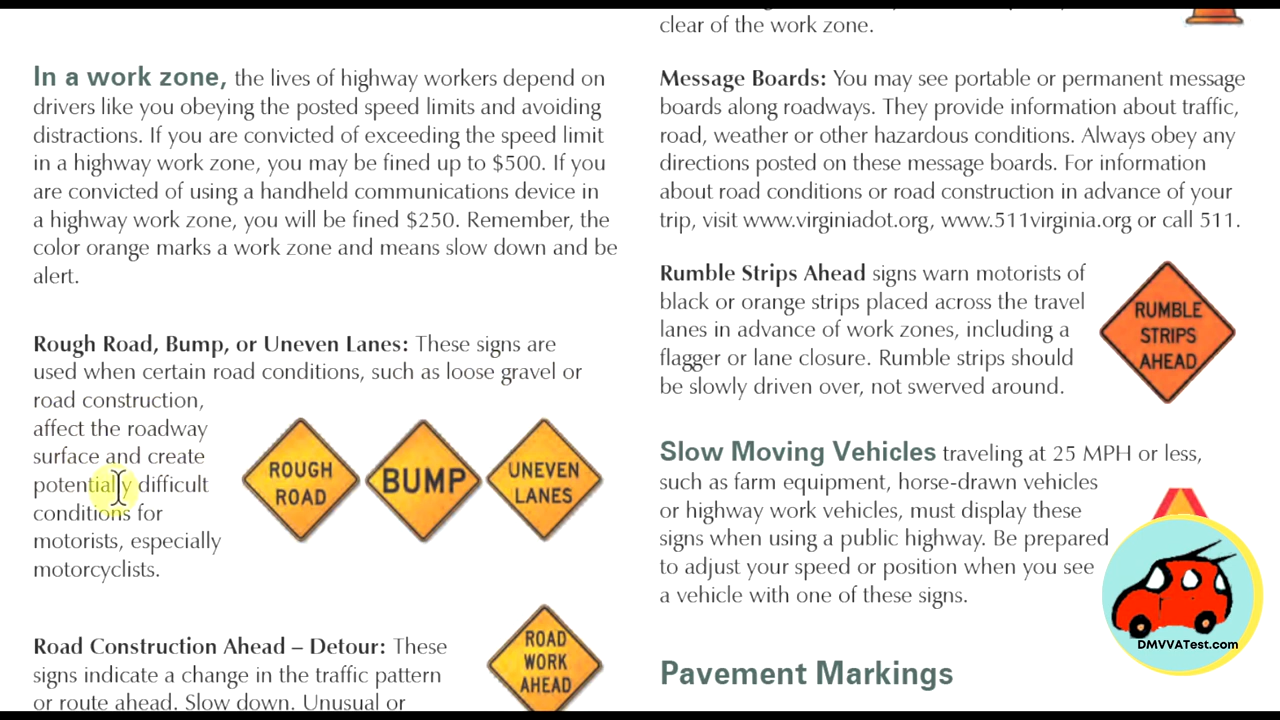 In a work zone, the lives of highway workers depend on
drivers like you obeying the posted speed limits and avoiding
distractions. If you are convicted of exceeding the speed limit
in a highway work zone, you may be fined up to $500. If you
are convicted of using a handheld communications device in
a highway work zone, you will be fined $250. Remember, the
color orange marks a work zone and means slow down and be
alert.
Rough Road, Bump, or Uneven Lanes: These signs are
used when certain road conditions, such as loose gravel or
road construction,
affect the roadway
surface and create
potentially difficult
conditions for
motorists, especially
motorcyclists.
ROUGH
ROAD
BUMP
UNEVEN
LANES
Road Construction Ahead – Detour: These
signs indicate a change in the traffic pattern
or route ahead. Slow down. Unusual or
ROAD
WORK
AHEAD
clear of the work zone.
Message Boards: You may see portable or permanent message
boards along roadways. They provide information about traffic,
road, weather or other hazardous conditions. Always obey any
directions posted on these message boards. For information
about road conditions or road construction in advance of your
trip, visit www.virginiadot.org, www.511virginia.org or call 511.
Rumble Strips Ahead signs warn motorists of
black or orange strips placed across the travel
lanes in advance of work zones, including a
flagger or lane closure. Rumble strips should
be slowly driven over, not swerved around.
RUMBLE
STRIPS
AHEAD
Slow Moving Vehicles traveling at 25 MPH or less,
such as farm equipment, horse-drawn vehicles
or highway work vehicles, must display these
signs when using a public highway. Be prepared
to adjust your speed or position when you see
a vehicle with one of these signs.
DMVVATest.com
Pavement Markings